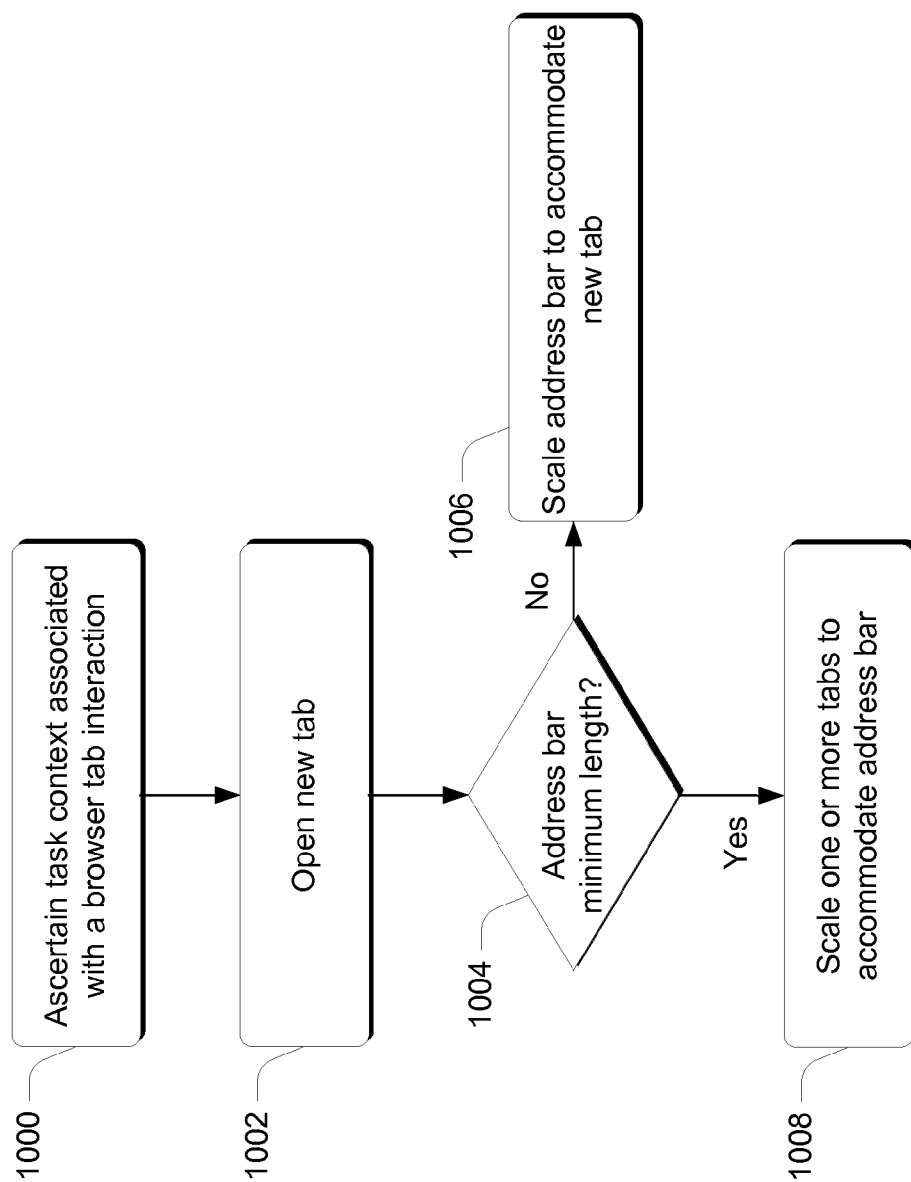 1000
Ascertain task context associated
with a browser tab interaction
1002
Open new tab
1004
Address bar
minimum length?
No
1006
Scale address bar to accommodate
new tab
Yes
1008
Scale one or more tabs to
accommodate address bar